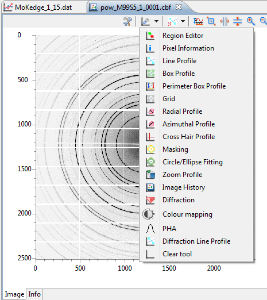 MoKedge_1_15.dat
pow_M99S5_1_0001.cbf
Region Editor
Pixel Information
Line Profile
Box Profile
Perimeter Box Profile
Grid
Radial Profile
Azimuthal Profile
Cross Hair Profile
Masking
Circle/Ellipse Fitting
Zoom Profile
Image History
Diffraction
Colour mapping
PHA
Diffraction Line Profile
Clear tool
0
500
1000
1500
2000
2500
0
500
1000
1500
2000
Image
Info